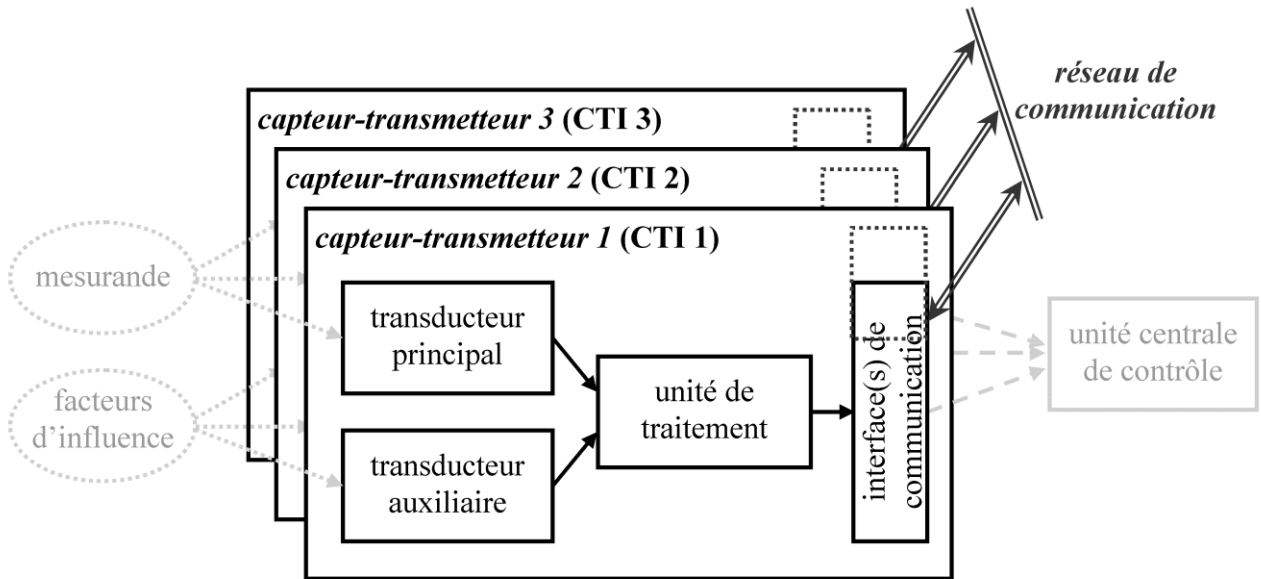 réseau de
communication
capteur-transmetteur 3 (CTI 3)
capteur-transmetteur 2 (CTI 2)
capteur-transmetteur 1 (CTI 1)
mesurande
facteurs
d’influence
transducteur
principal
transducteur
auxiliaire
unité de
traitement
interface(s) de
communication
unité centrale
de contrôle